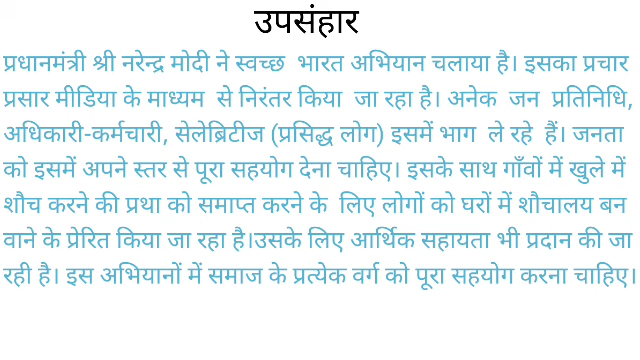 उपसंहार
प्रधानमंत्री श्री नरेन्द्र मोदी ने स्वच्छ भारत अभियान चलाया है। इसका प्रचार
प्रसार मीडिया के माध्यम से निरंतर किया जा रहा है। अनेक जन प्रतिनिधि,
अधिकारी-कर्मचारी, सेलेब्रिटीज (प्रसिद्ध लोग) इसमें भाग ले रहे हैं। जनता
को इसमें अपने स्तर से पूरा सहयोग देना चाहिए। इसके साथ गाँवों में खुले में
शौच करने की प्रथा को समाप्त करने के लिए लोगों को घरों में शौचालय बन
वाने के प्रेरित किया जा रहा है।उसके लिए आर्थिक सहायता भी प्रदान की जा
रही है। इस अभियानों में समाज के प्रत्येक वर्ग को पूरा सहयोग करना चाहिए।